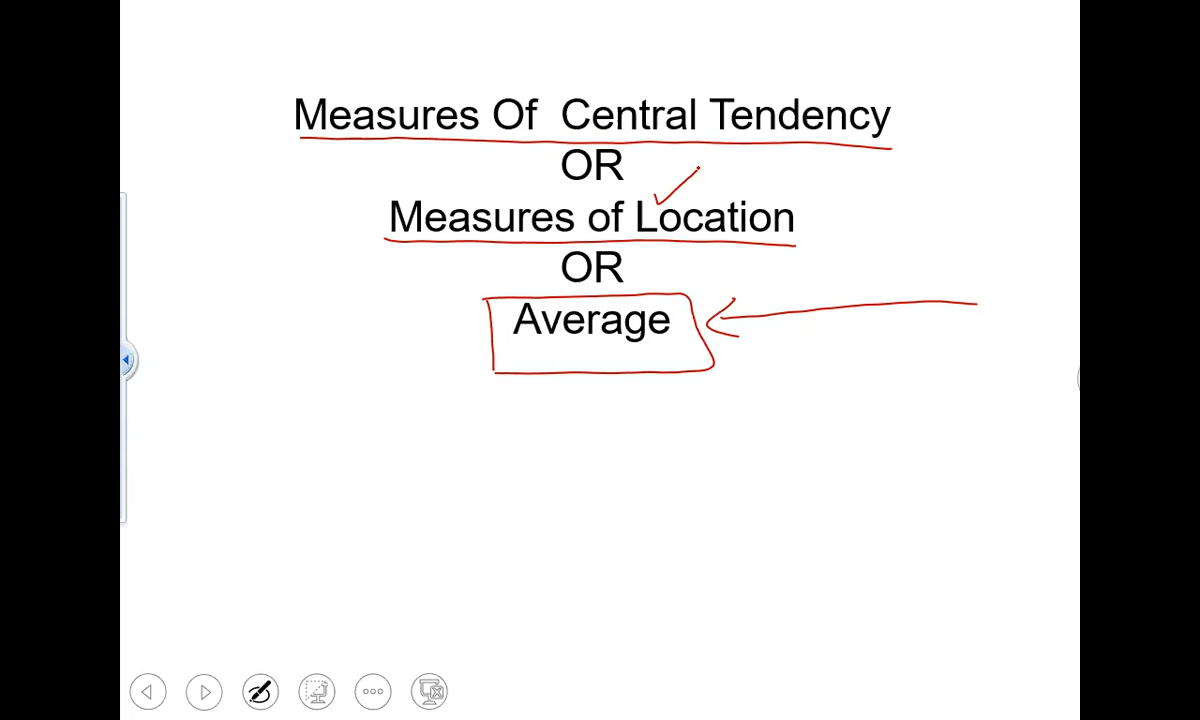 Measures Of  Central Tendency
OR
Measures of Location
OR
Average